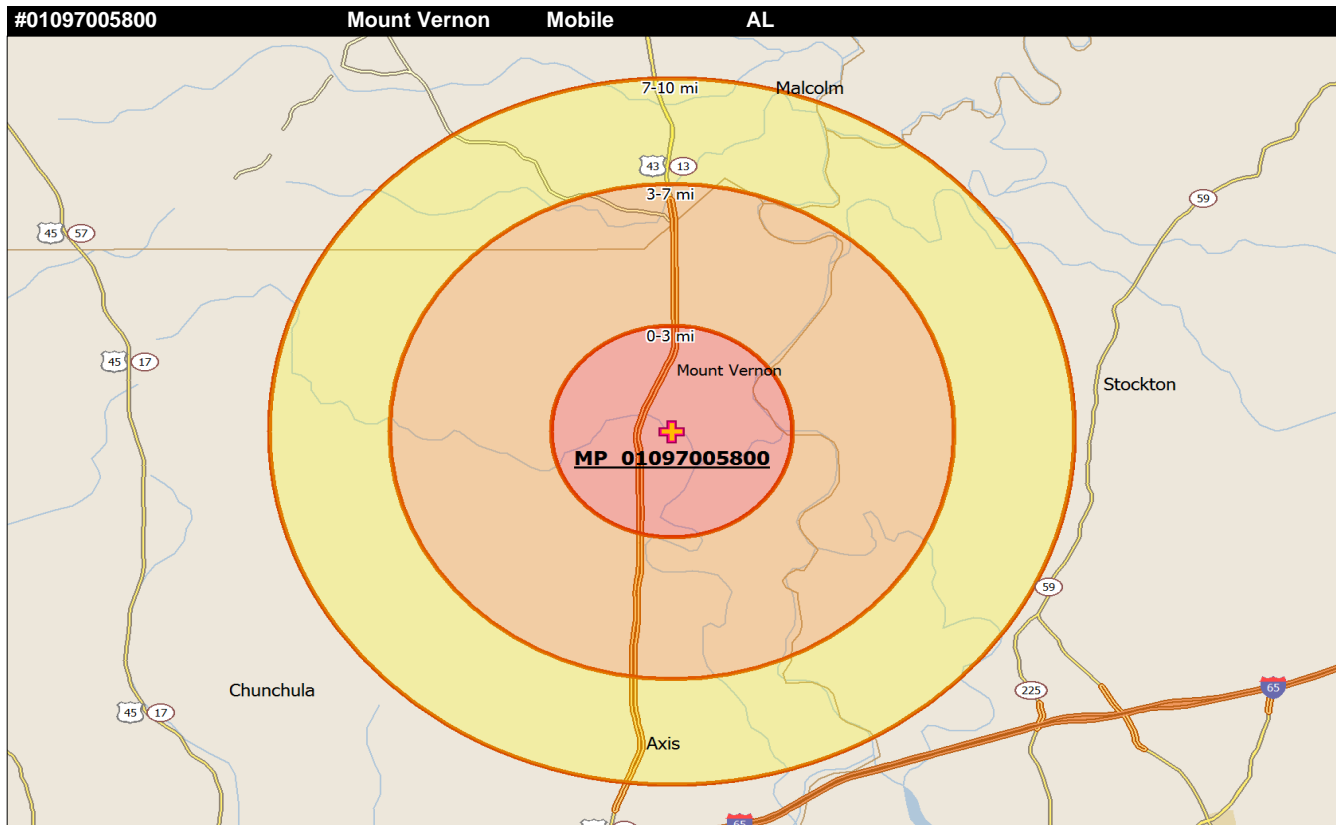 #01097005800 Mount Vernon Mobile AL
7-10 mi
Malcolm
43 13
3-7 mi
59
45 57
0-3 mi
45 17
Mount Vernon
Stockton
MP 01097005800
59
65
Chunchula
225
45 17
Axis
65